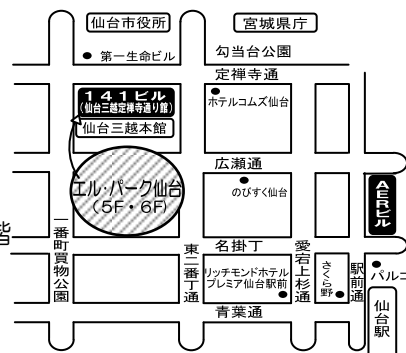 仙台市役所
宮城県庁
第一生命ビル
勾当台公園
定禅寺通
141ビル
(仙台三越定禅寺通り館)
仙台三越本館
ホテルコムズ仙台
広瀬通
エル・パーク仙台
(5F・6F)
のびすく仙台
AERビル
階
一番町買物公園
東二番丁通
名掛丁
愛宕上杉通
リッチモンドホテル
プレミア仙台駅前
さくら野
駅前通
パルコ
青葉通
仙台駅